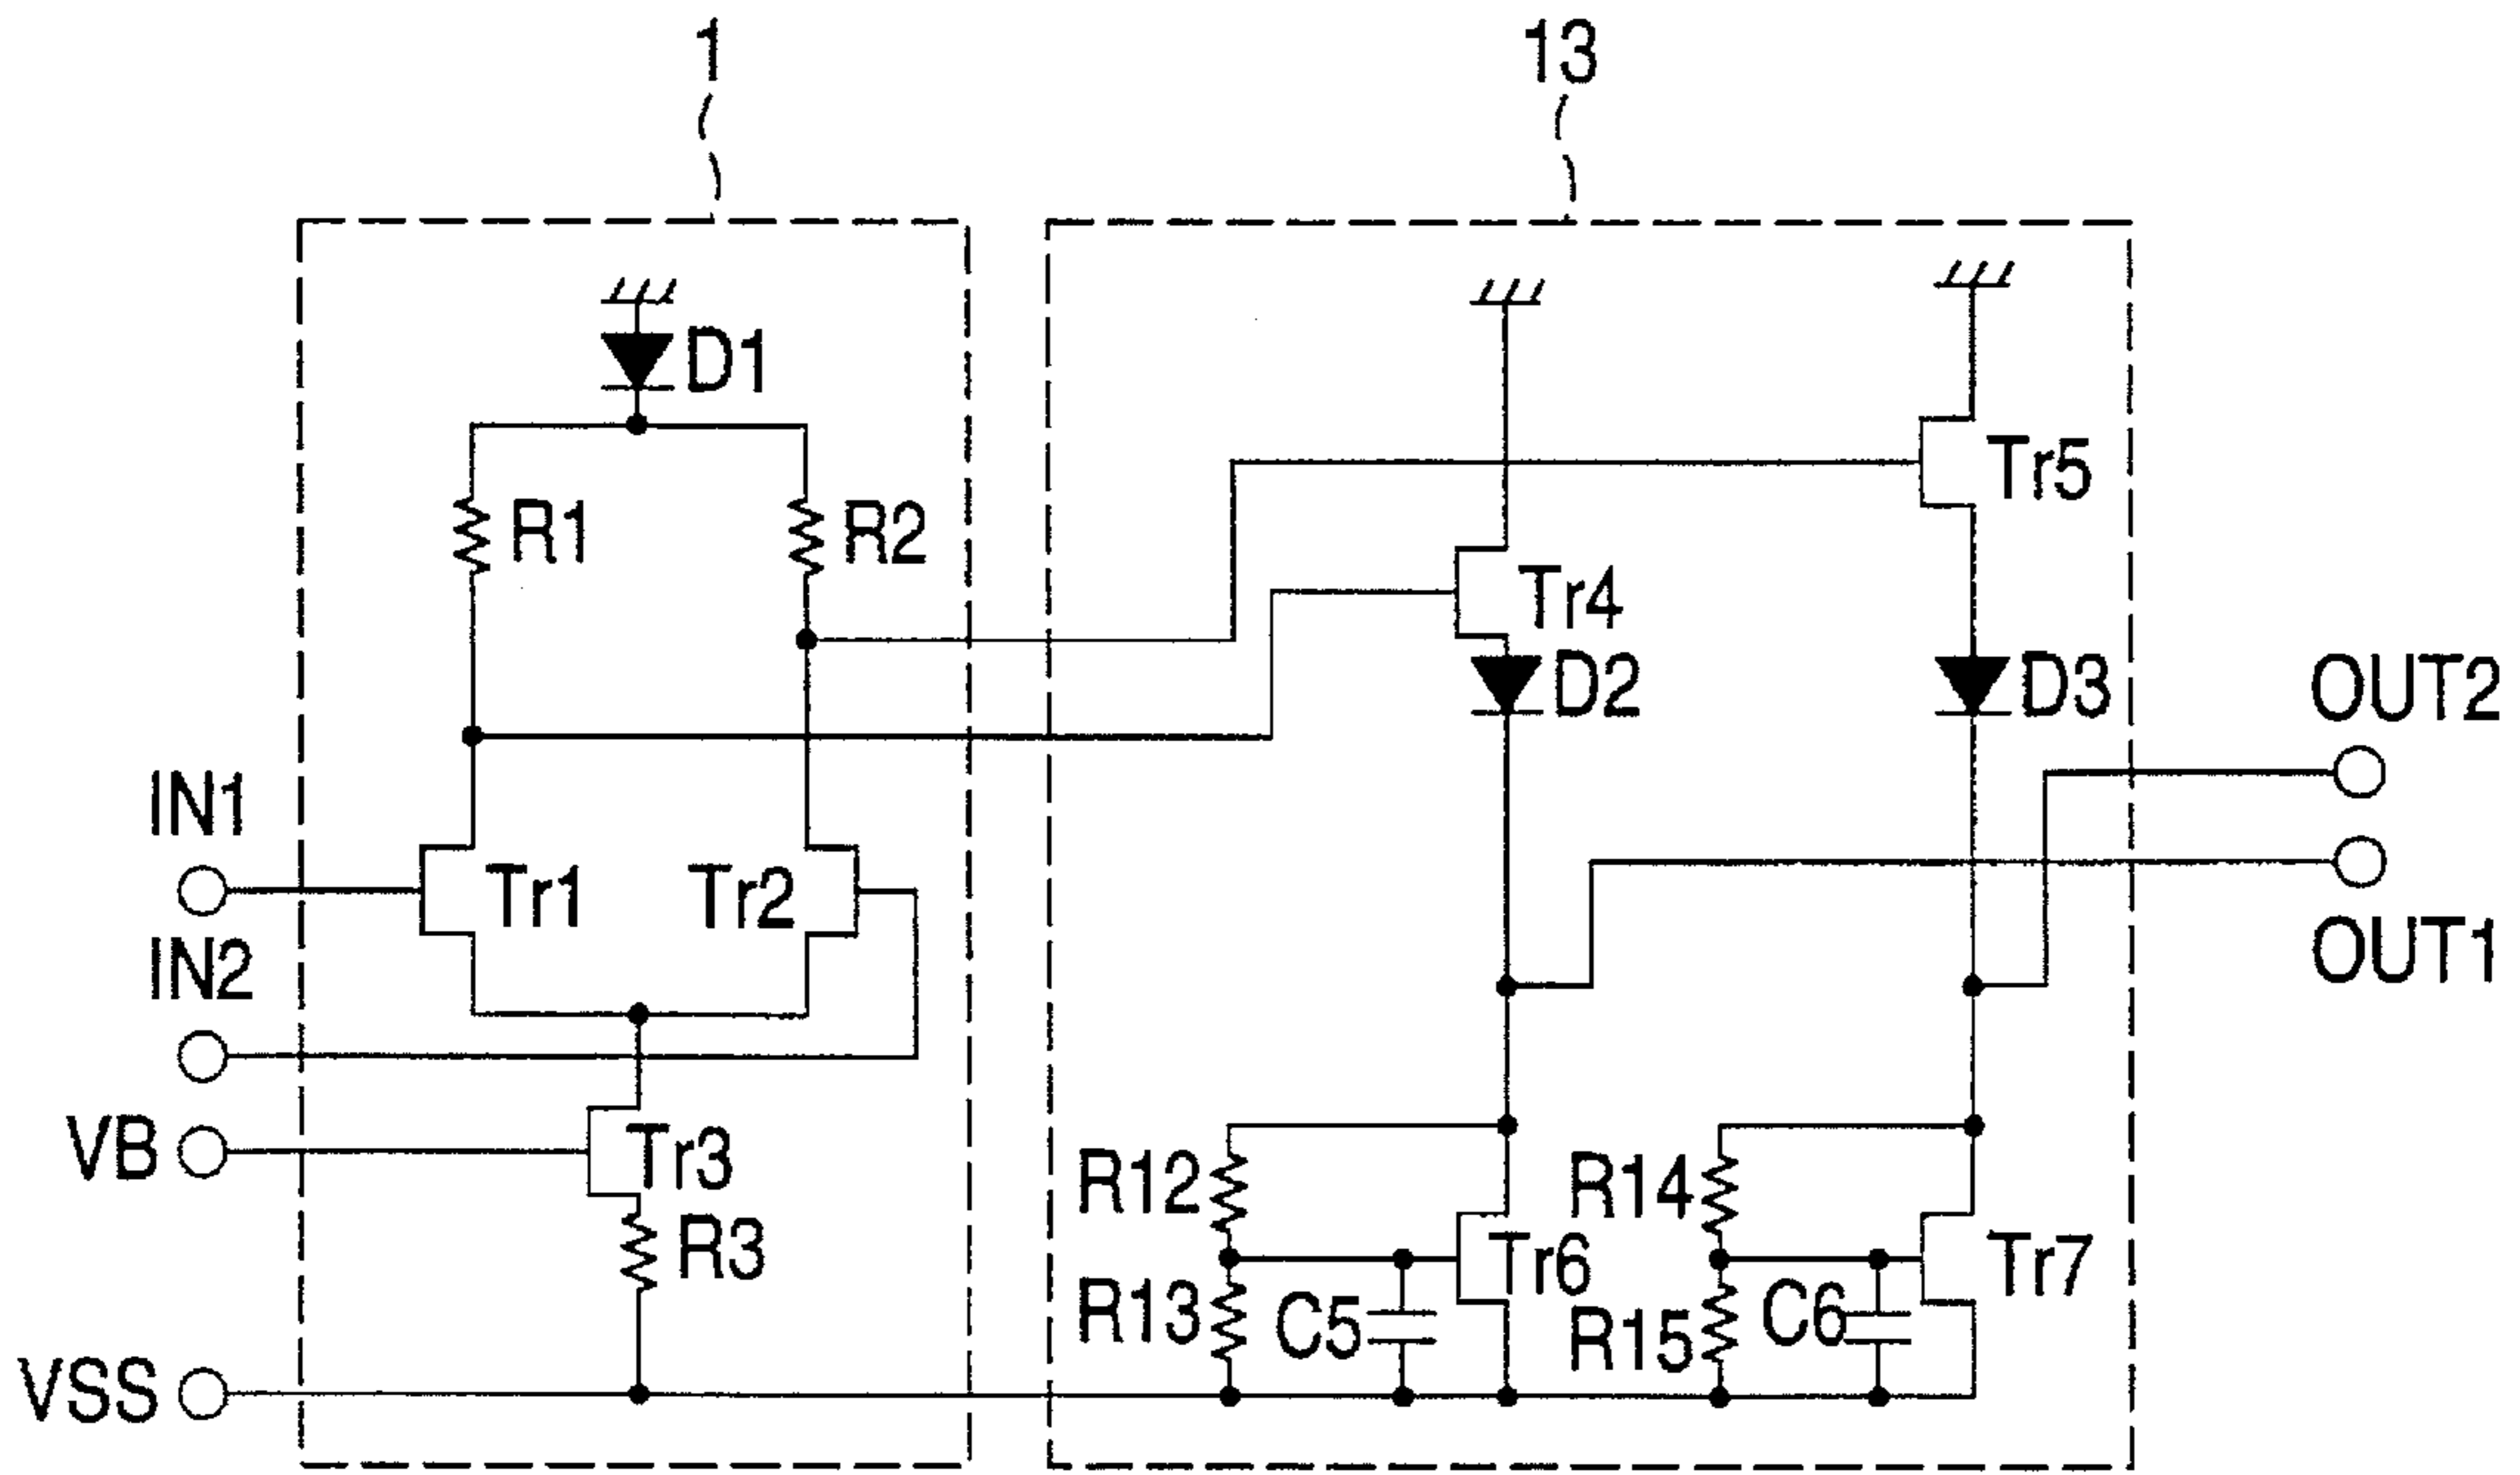 1
13
D1
R1
R2
Tr5
Tr4
D2
D3
OUT2
IN1
Tr1
Tr2
OUT1
IN2
VB
Tr3
R12
R14
R3
Tr6
Tr7
R13
C5
R15
C6
VSS